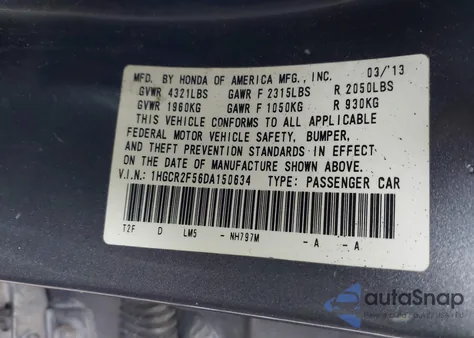 MFD. BY HONDA OF AMERICA MFG., INC. 03/'13
GVWR 4321LBS GAWR F 2315LBS R 2050LBS
GVWR 1960KG GAWR F 1050KG R 930KG
THIS VEHICLE CONFORMS TO ALL APPLICABLE
FEDERAL MOTOR VEHICLE SAFETY, BUMPER,
AND THEFT PREVENTION STANDARDS IN EFFECT
ON THE DATE OF MANUFACTURE SHOWN ABOVE.
V.I.N.: 1HGCR2F56DA150634 TYPE: PASSENGER CAR
T2F D LM5 - NH797M - A - A
autoSnap